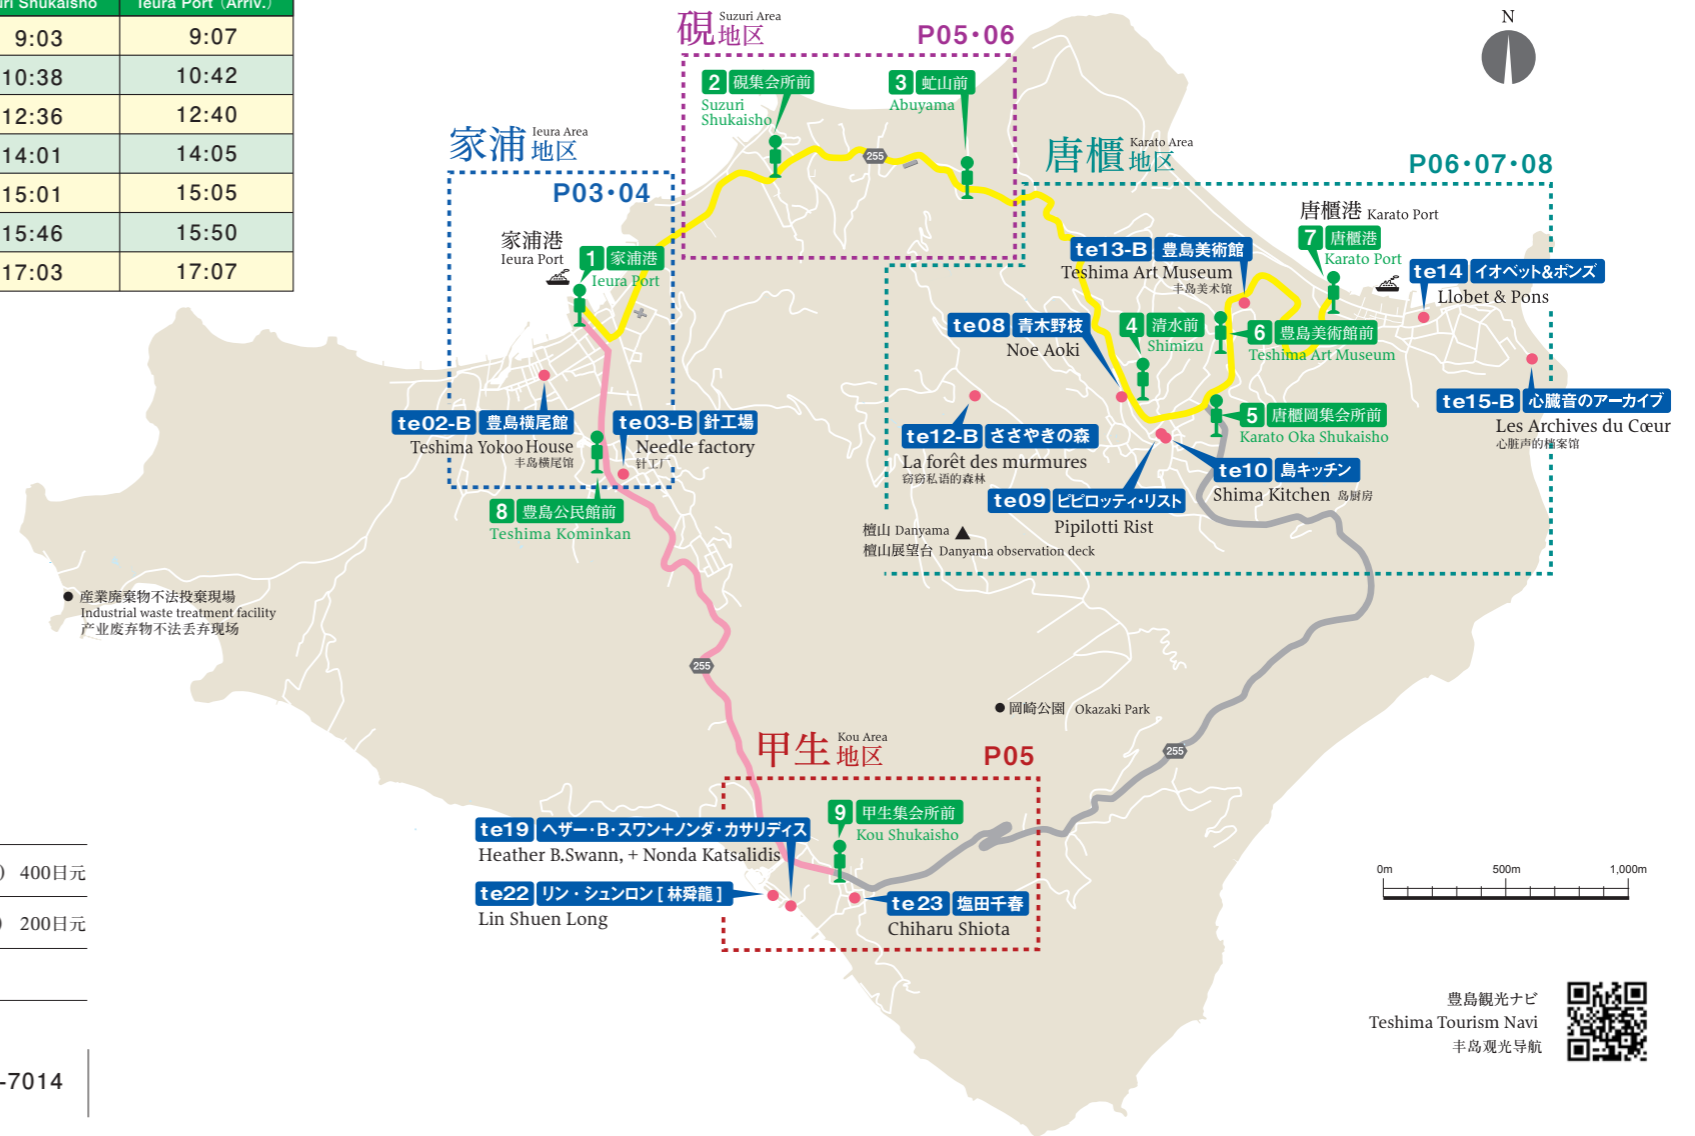 uri Shukaisho
Ieura Port (Arriv.)
9:03 9:07
10:38 10:42
12:36 12:40
14:01 14:05
15:01 15:05
15:46 15:50
17:03 17:07
N
硯地区 Suzuri Area
P05・06
2 硯集会所前
Suzuri
Shukaisho
3 虻山前
Abuyama
255
家浦地区 Ieura Area
P03・04
家浦港
Ieura Port
1 家浦港
Ieura Port
te02-B 豊島横尾館
Teshima Yokoo House
丰岛横尾馆
te03-B 針工場
Needle factory
针工厂
8 豊島公民館前
Teshima Kominkan
唐櫃地区 Karato Area
P06・07・08
唐櫃港 Karato Port
7 唐櫃港
Karato Port
te13-B 豊島美術館
Teshima Art Museum
丰岛美术馆
te14 イオベット&ポンズ
Llobet & Pons
te08 青木野枝
Noe Aoki
4 清水前
Shimizu
6 豊島美術館前
Teshima Art Museum
te15-B 心臓音のアーカイブ
Les Archives du Cœur
心脏声的档案馆
5 唐櫃岡集会所前
Karato Oka Shukaisho
te12-B ささやきの森
La forêt des murmures
窃窃私语的森林
te10 島キッチン
Shima Kitchen 岛厨房
te09 ピピロッティ・リスト
Pipilotti Rist
檀山 Danyama
檀山展望台 Danyama observation deck
産業廃棄物不法投棄現場
Industrial waste treatment facility
产业废弃物不法丢弃现场
255
岡崎公園 Okazaki Park
255
甲生地区 Kou Area
P05
9 甲生集会所前
Kou Shukaisho
te19 ヘザー・B・スワン+ノンダ・カサリディス
Heather B.Swann, + Nonda Katsalidis
te22 リン・シュンロン [ 林舜龍 ]
Lin Shuen Long
te23 塩田千春
Chiharu Shiota
) 400日元
) 200日元
-7014
0m 500m 1,000m
豊島観光ナビ
Teshima Tourism Navi
丰岛观光导航